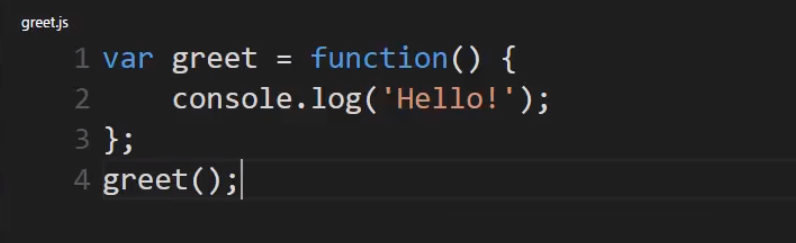 greet.js
1 var greet = function() {
2     console.log('Hello!');
3 };
4 greet();